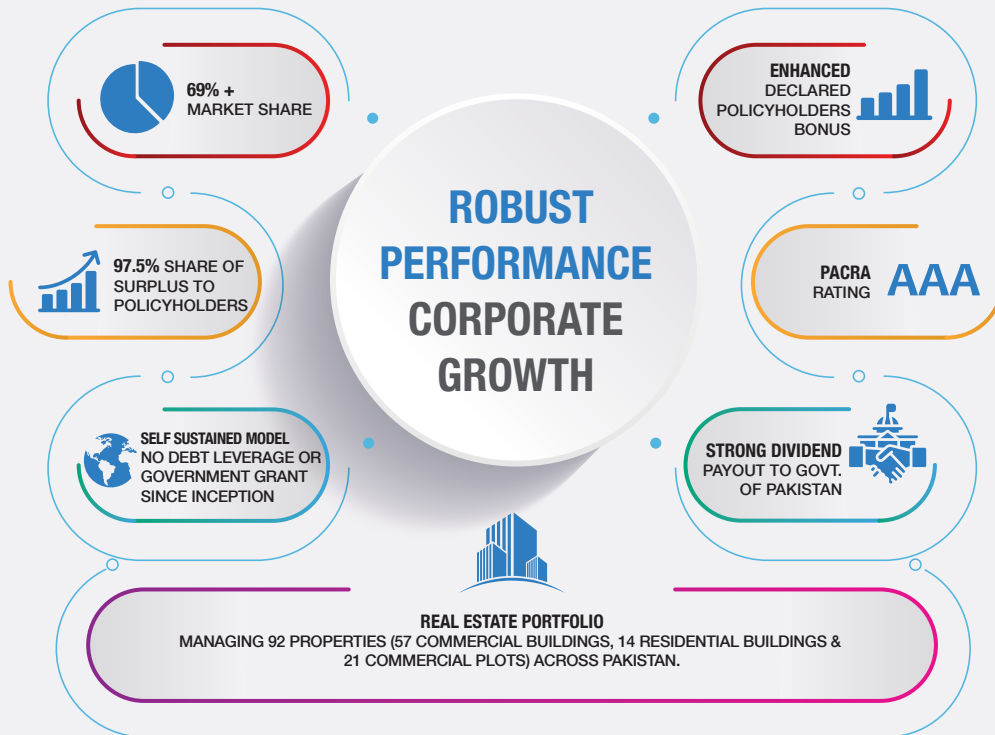 69% +
MARKET SHARE
ENHANCED
DECLARED
POLICYHOLDERS
BONUS
ROBUST
PERFORMANCE
CORPORATE
GROWTH
97.5% SHARE OF
SURPLUS TO
POLICYHOLDERS
PACRA
RATING
AAA
SELF SUSTAINED MODEL
NO DEBT LEVERAGE OR
GOVERNMENT GRANT
SINCE INCEPTION
STRONG DIVIDEND
PAYOUT TO GOVT.
OF PAKISTAN
REAL ESTATE PORTFOLIO
MANAGING 92 PROPERTIES (57 COMMERCIAL BUILDINGS, 14 RESIDENTIAL BUILDINGS &
21 COMMERCIAL PLOTS) ACROSS PAKISTAN.